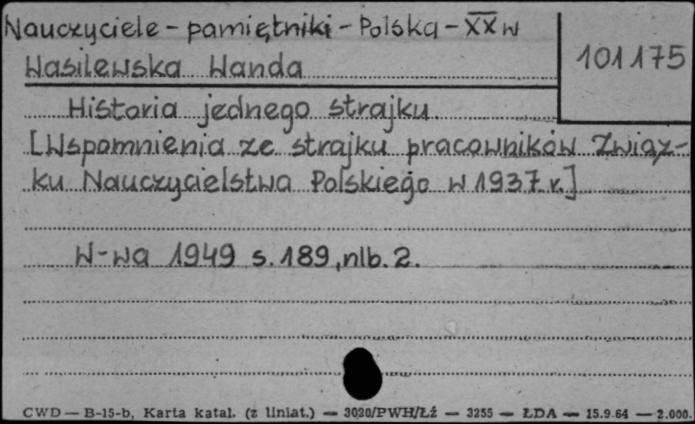 Nauczyciele - pamiętniki - Polska - XX w
101175
Wasilewska Wanda
Historia jednego strajku.
[Wspomnienia ze strajku pracowników Związ-
ku Nauczycielstwa Polskiego w 1937 r.]
W-wa 1949 s. 189, nlb. 2.
CWD — B-15-b, Karta katal. (z liniat.) — 3020/PWH/Łź — 3255 — ŁDA — 15.9.64 — 2.000.